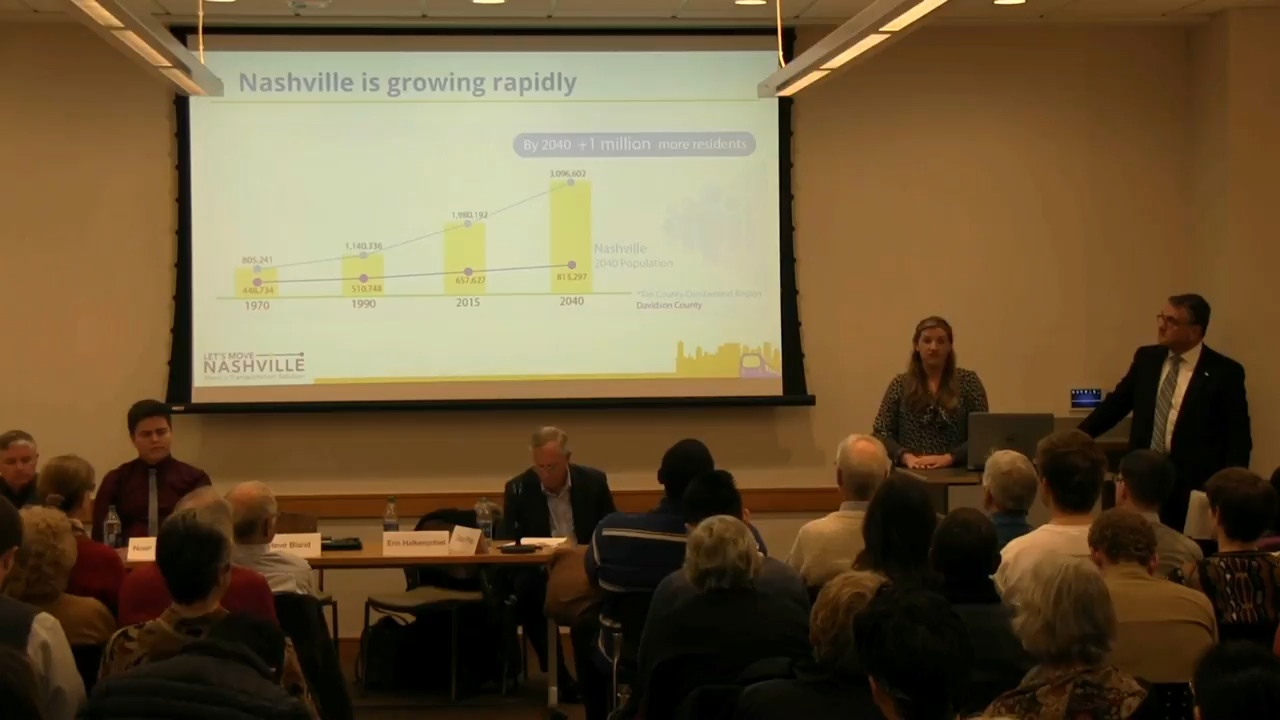 Nashville is growing rapidly
By 2040 +1 million more residents
3,096,602
1,980,192
1,140,336
805,241
Nashville
2040 Population
448,734
510,748
657,627
813,297
1970
1990
2015
2040
Davidson County
LET'S MOVE
NASHVILLE
Erin Hafkenschiel